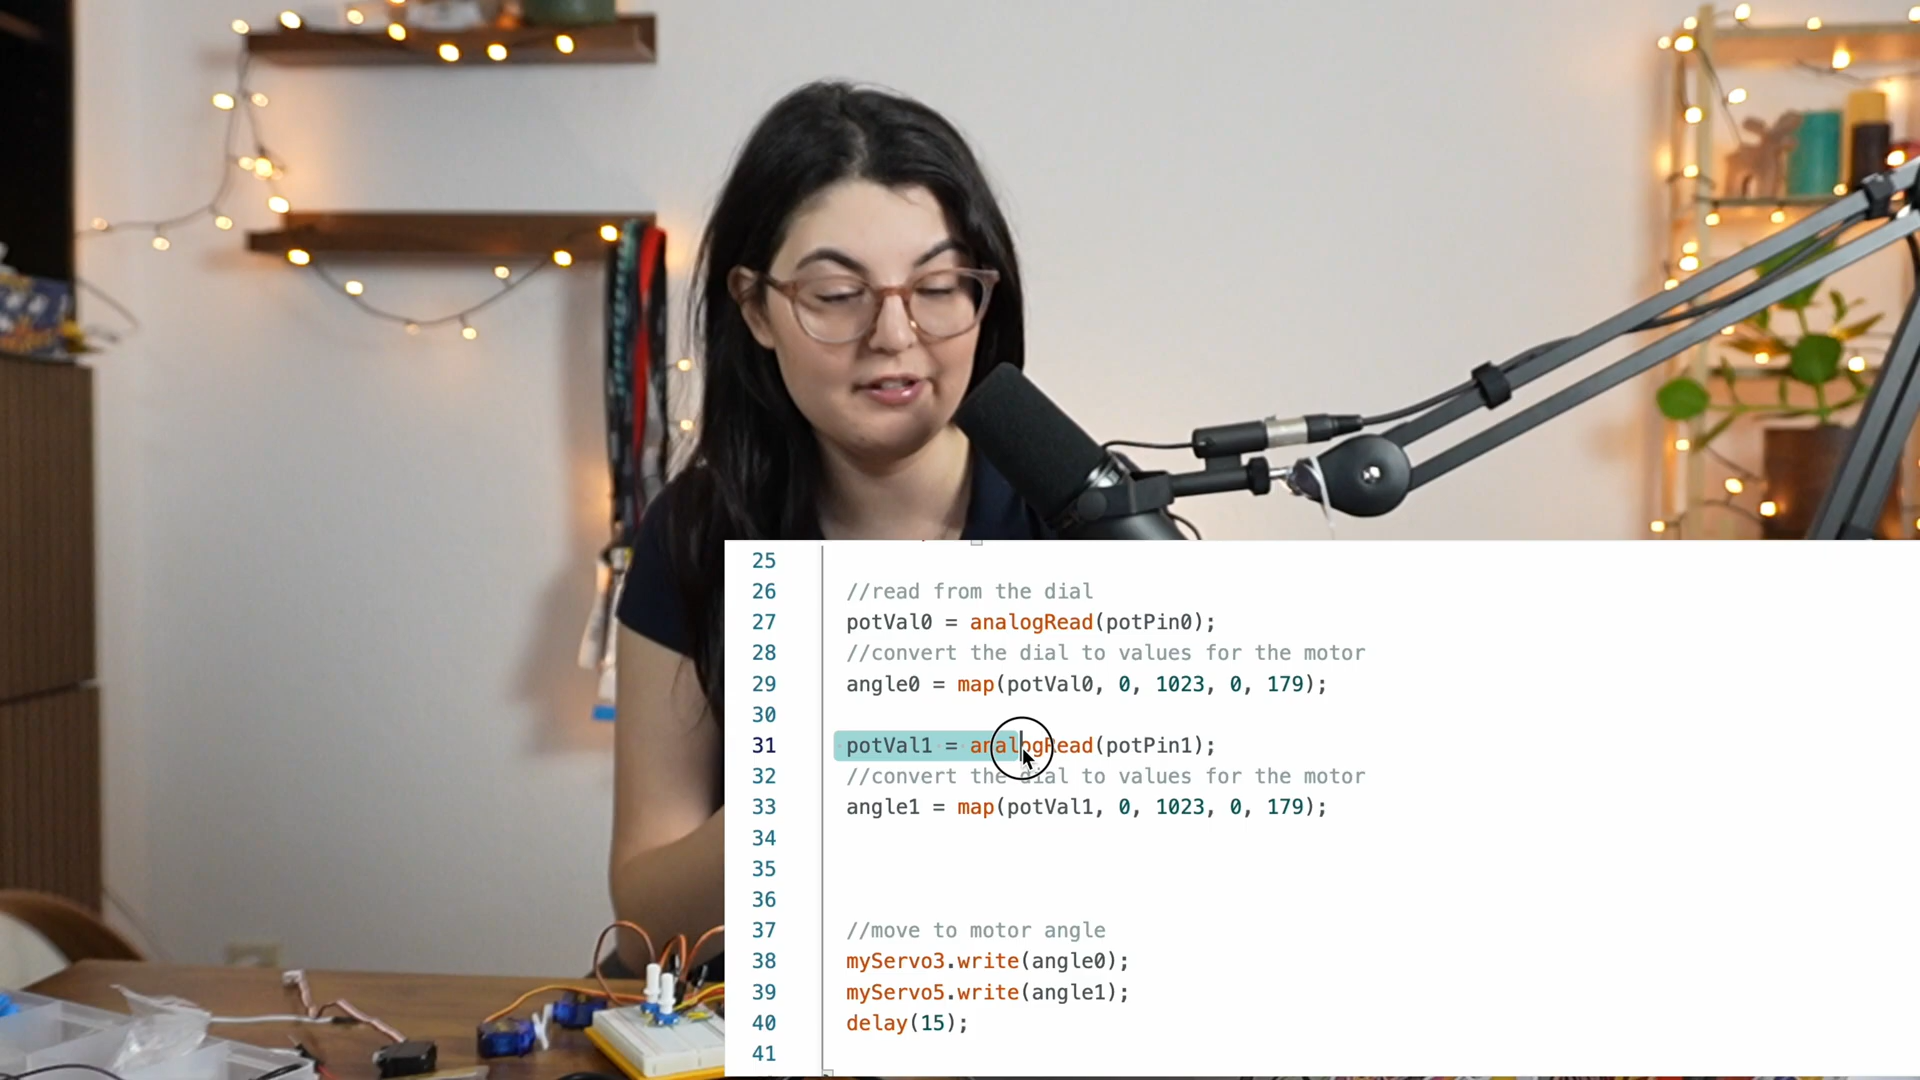 25
26 //read from the dial
27 potVal0 = analogRead(potPin0);
28 //convert the dial to values for the motor
29 angle0 = map(potVal0, 0, 1023, 0, 179);
30
31 potVal1 = analogRead(potPin1);
32 //convert the dial to values for the motor
33 angle1 = map(potVal1, 0, 1023, 0, 179);
34
35
36
37 //move to motor angle
38 myServo3.write(angle0);
39 myServo5.write(angle1);
40 delay(15);
41